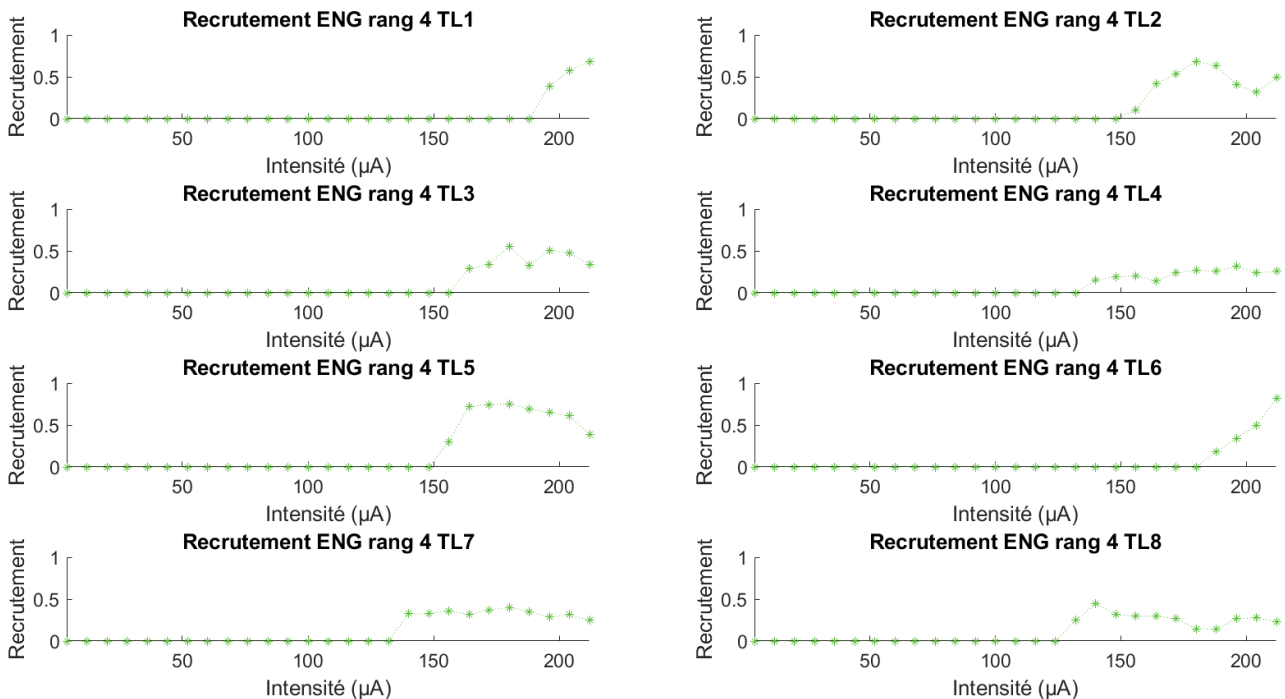 Recrutement ENG rang 4 TL1
1
0.5
0
Recrutement
50 100 150 200
Intensité (µA)
Recrutement ENG rang 4 TL2
1
0.5
0
Recrutement
50 100 150 200
Intensité (µA)
Recrutement ENG rang 4 TL3
1
0.5
0
Recrutement
50 100 150 200
Intensité (µA)
Recrutement ENG rang 4 TL4
1
0.5
0
Recrutement
50 100 150 200
Intensité (µA)
Recrutement ENG rang 4 TL5
1
0.5
0
Recrutement
50 100 150 200
Intensité (µA)
Recrutement ENG rang 4 TL6
1
0.5
0
Recrutement
50 100 150 200
Intensité (µA)
Recrutement ENG rang 4 TL7
1
0.5
0
Recrutement
50 100 150 200
Intensité (µA)
Recrutement ENG rang 4 TL8
1
0.5
0
Recrutement
50 100 150 200
Intensité (µA)